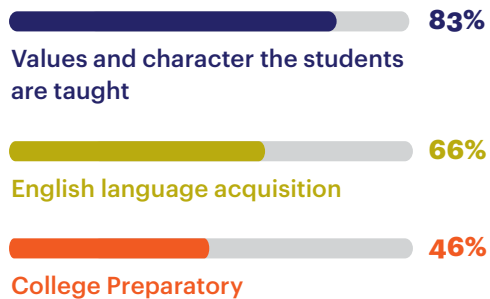 83%
Values and character the students
are taught
66%
English language acquisition
46%
College Preparatory